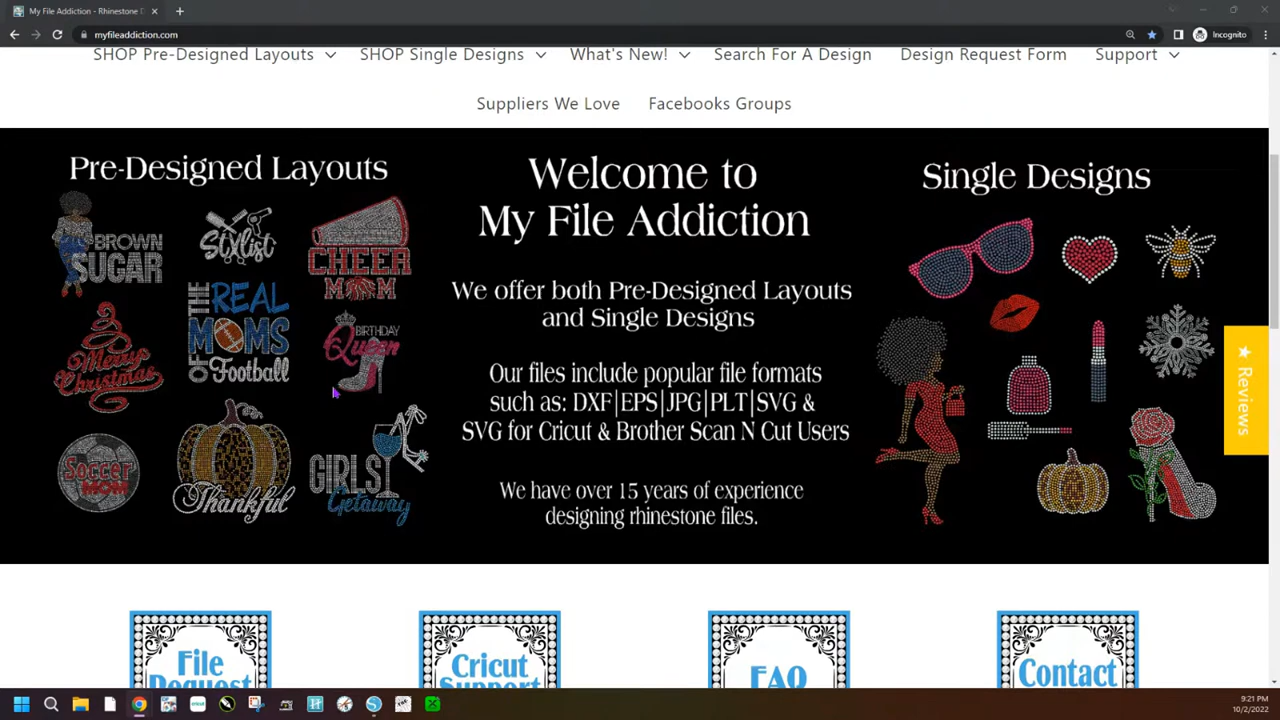 My File Addiction - Rhinestone D
myfileaddiction.com
Incognito
SHOP Pre-Designed Layouts
SHOP Single Designs
What's New!
Search For A Design
Design Request Form
Support
Suppliers We Love
Facebooks Groups
Pre-Designed Layouts
BROWN
SUGAR
Stylist
CHEER
MOM
Merry
Christmas
THE REAL
MOMS
OF Football
BIRTHDAY
Queen
Soccer
MOM
Thankful
GIRLS
Getaway
Welcome to
My File Addiction
We offer both Pre-Designed Layouts
and Single Designs
Our files include popular file formats
such as: DXF|EPS|JPG|PLT|SVG &
SVG for Cricut & Brother Scan N Cut Users
We have over 15 years of experience
designing rhinestone files.
Single Designs
★ Reviews
File
Request
Cricut
Support
FAQ
Contact
9:21 PM
10/2/2022